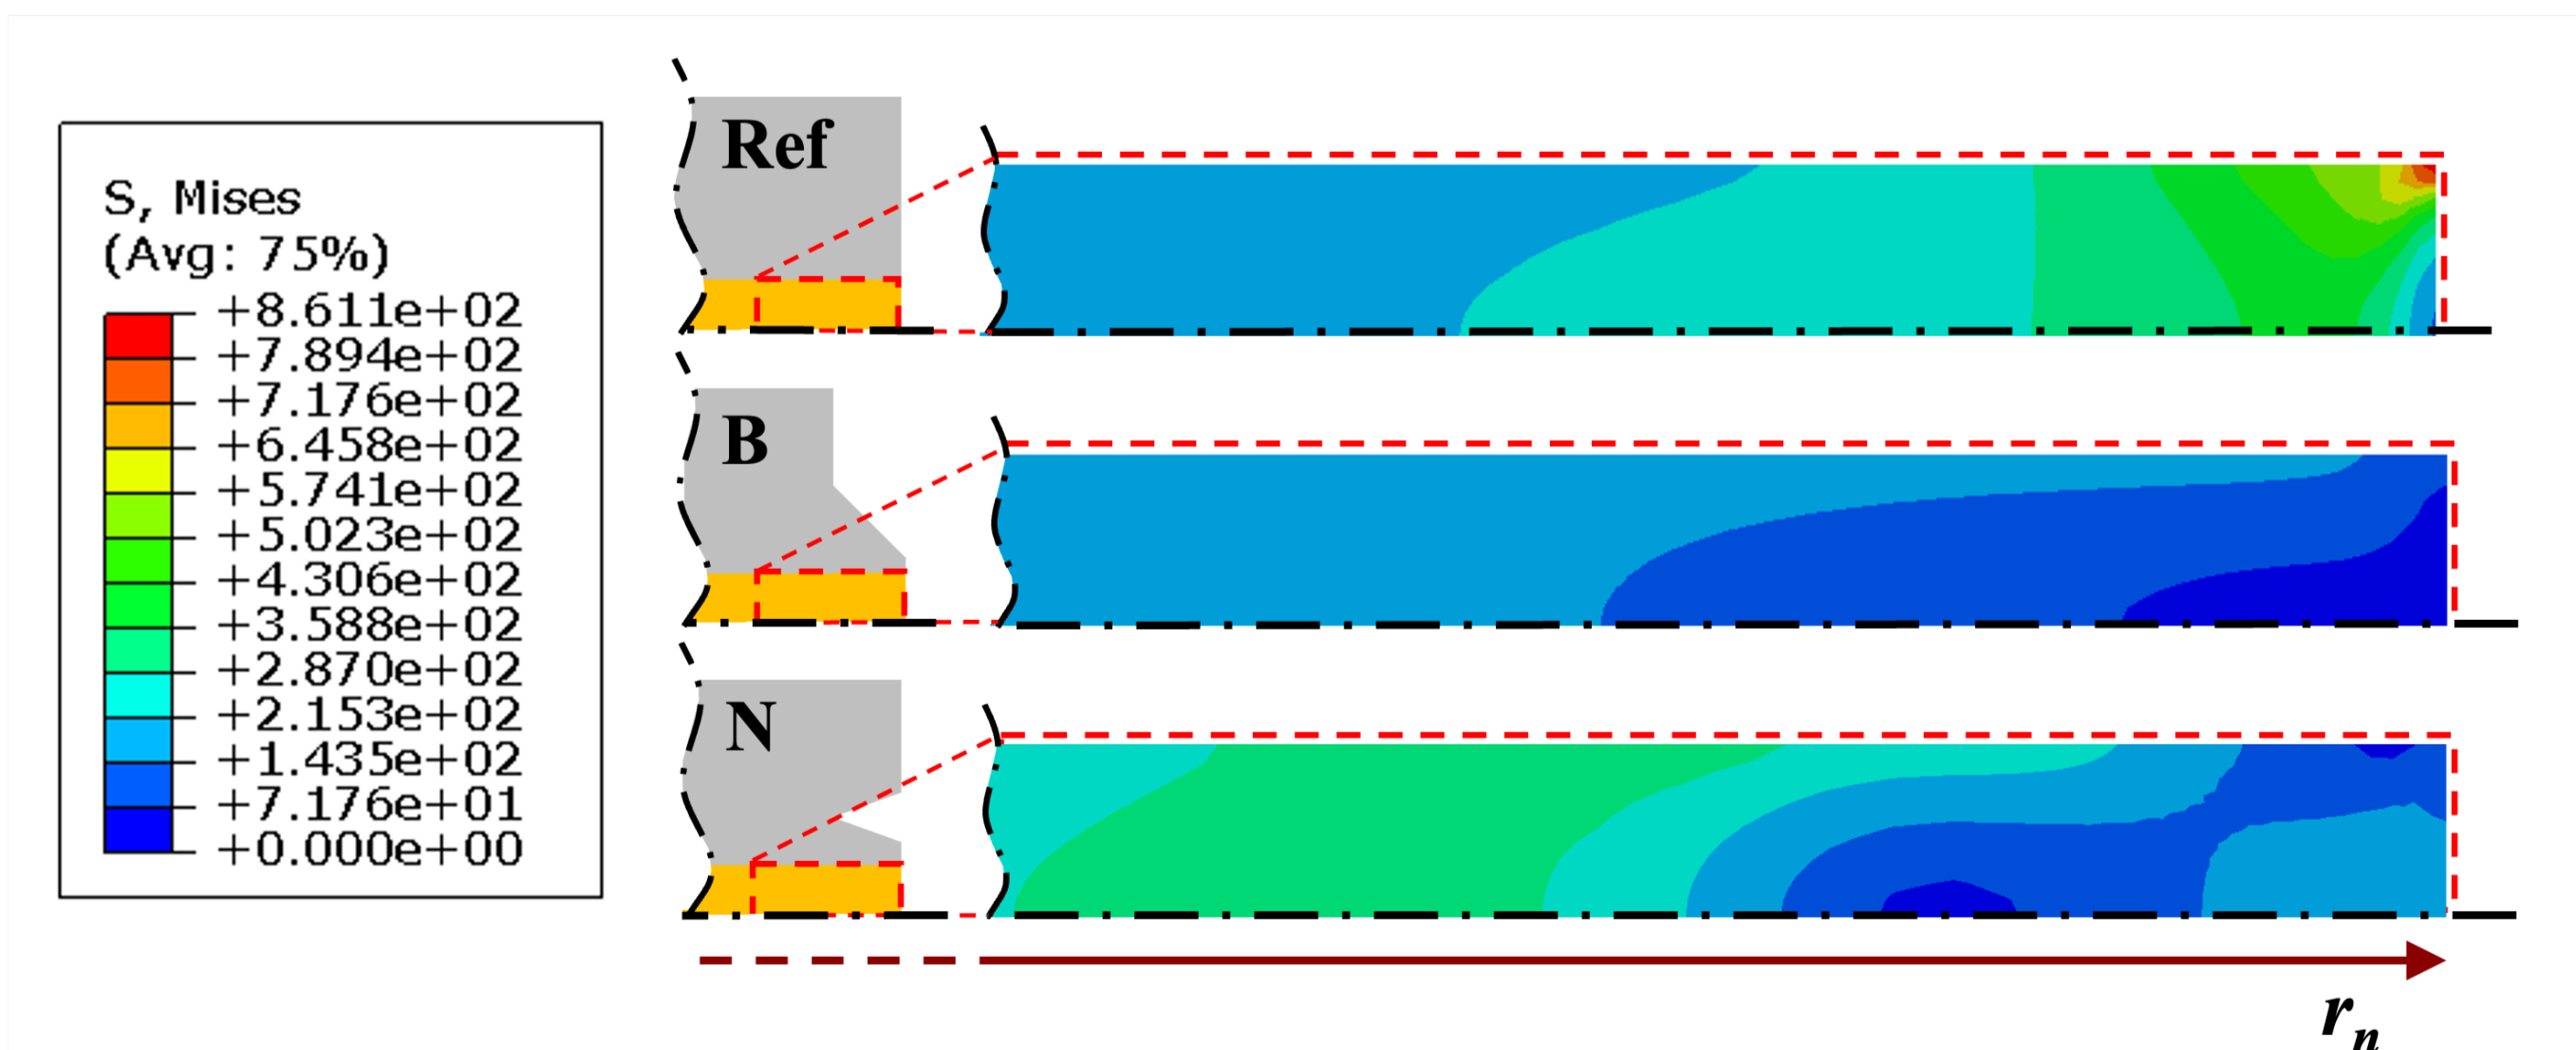 S, Mises
(Avg: 75%)
+8.611e+02
+7.894e+02
+7.176e+02
+6.458e+02
+5.741e+02
+5.023e+02
+4.306e+02
+3.588e+02
+2.870e+02
+2.153e+02
+1.435e+02
+7.176e+01
+0.000e+00
Ref
B
N
r_n